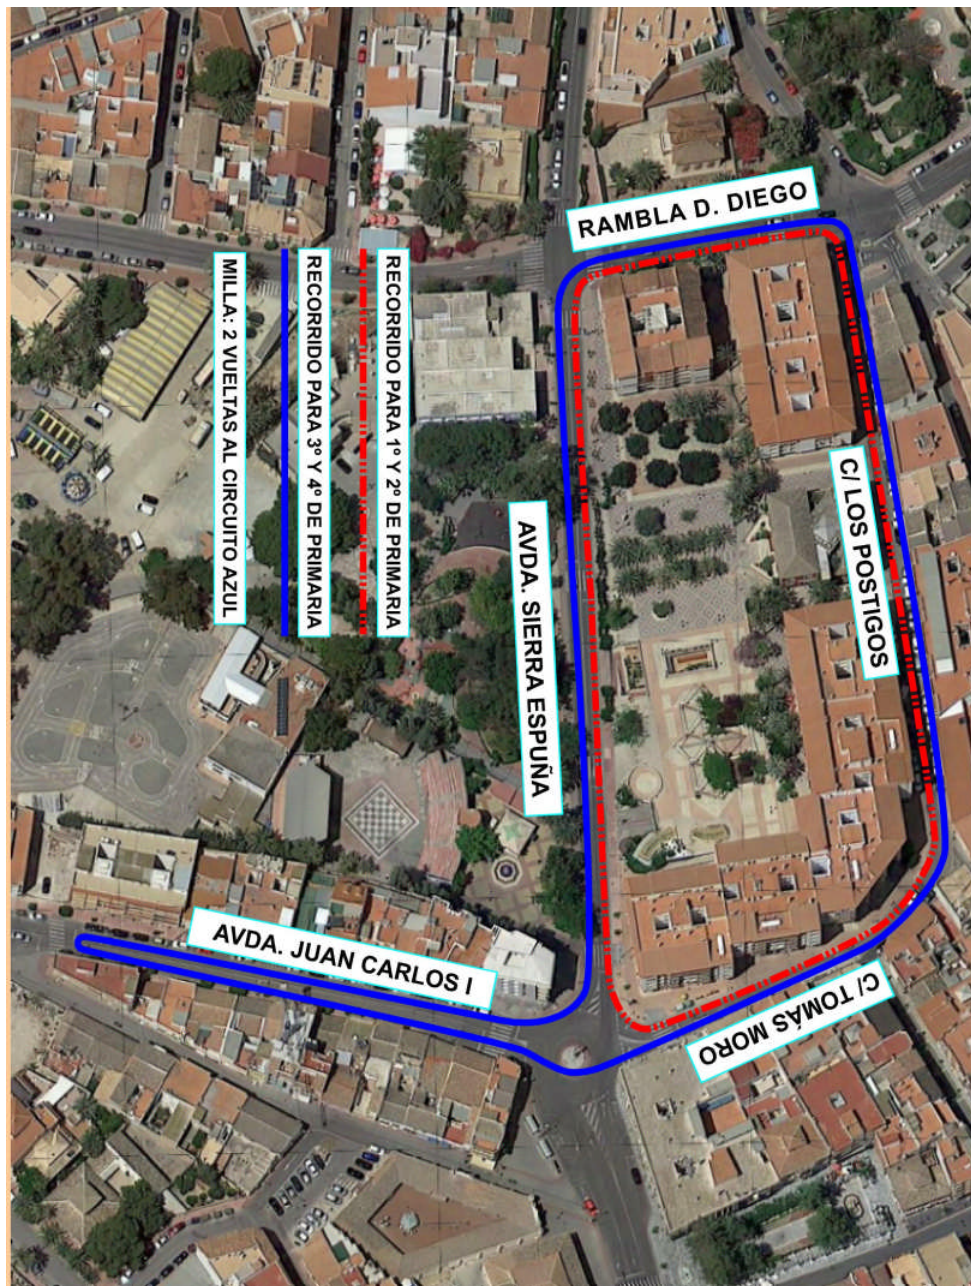 RAMBLA D. DIEGO
RECORRIDO PARA 1º Y 2º DE PRIMARIA
RECORRIDO PARA 3º Y 4º DE PRIMARIA
MILLA: 2 VUELTAS AL CIRCUITO AZUL
C/ LOS POSTIGOS
AVDA. SIERRA ESPUÑA
AVDA. JUAN CARLOS I
C/ TOMÁS MORO